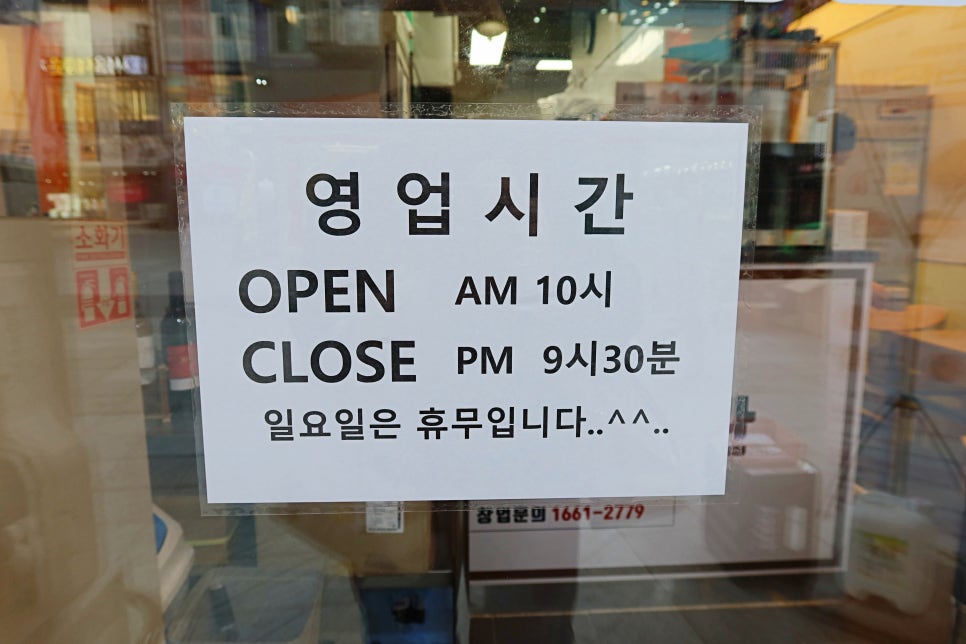 영업시간
OPEN AM 10시
CLOSE PM 9시30분
일요일은 휴무입니다..^^..
소화기
창업문의 1661-2779